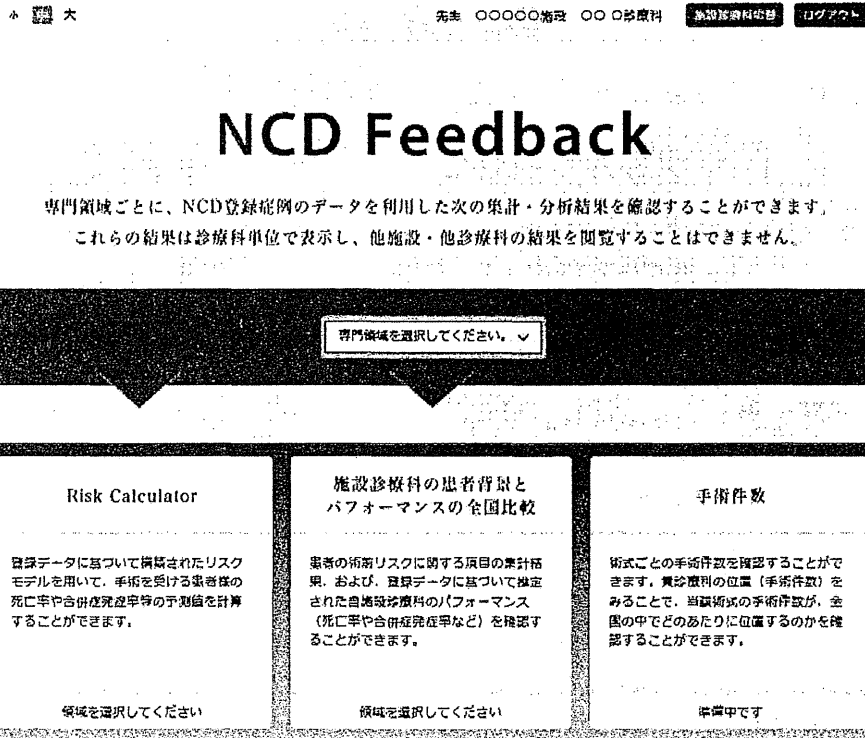 小 中 大
先生 〇〇〇〇〇施設 〇〇 〇診療科 施設診療科切替 ログアウト
NCD Feedback
専門領域ごとに、NCD登録症例のデータを利用した次の集計・分析結果を確認することができます。
これらの結果は診療科単位で表示し、他施設・他診療科の結果を閲覧することはできません。
専門領域を選択してください。
Risk Calculator
登録データに基づいて構築されたリスク
モデルを用いて、手術を受ける患者様の
死亡率や合併症発症率等の予測値を計算
することができます。
領域を選択してください
施設診療科の患者背景と
パフォーマンスの全国比較
患者の術前リスクに関する項目の集計結
果、および、登録データに基づいて推定
された自施設診療科のパフォーマンス
（死亡率や合併症発症率など）を確認す
ることができます。
領域を選択してください
手術件数
術式ごとの手術件数を確認することがで
きます。貴診療科の位置（手術件数）を
みることで、当該術式の手術件数が、全
国の中でどのあたりに位置するのかを確
認することができます。
準備中です